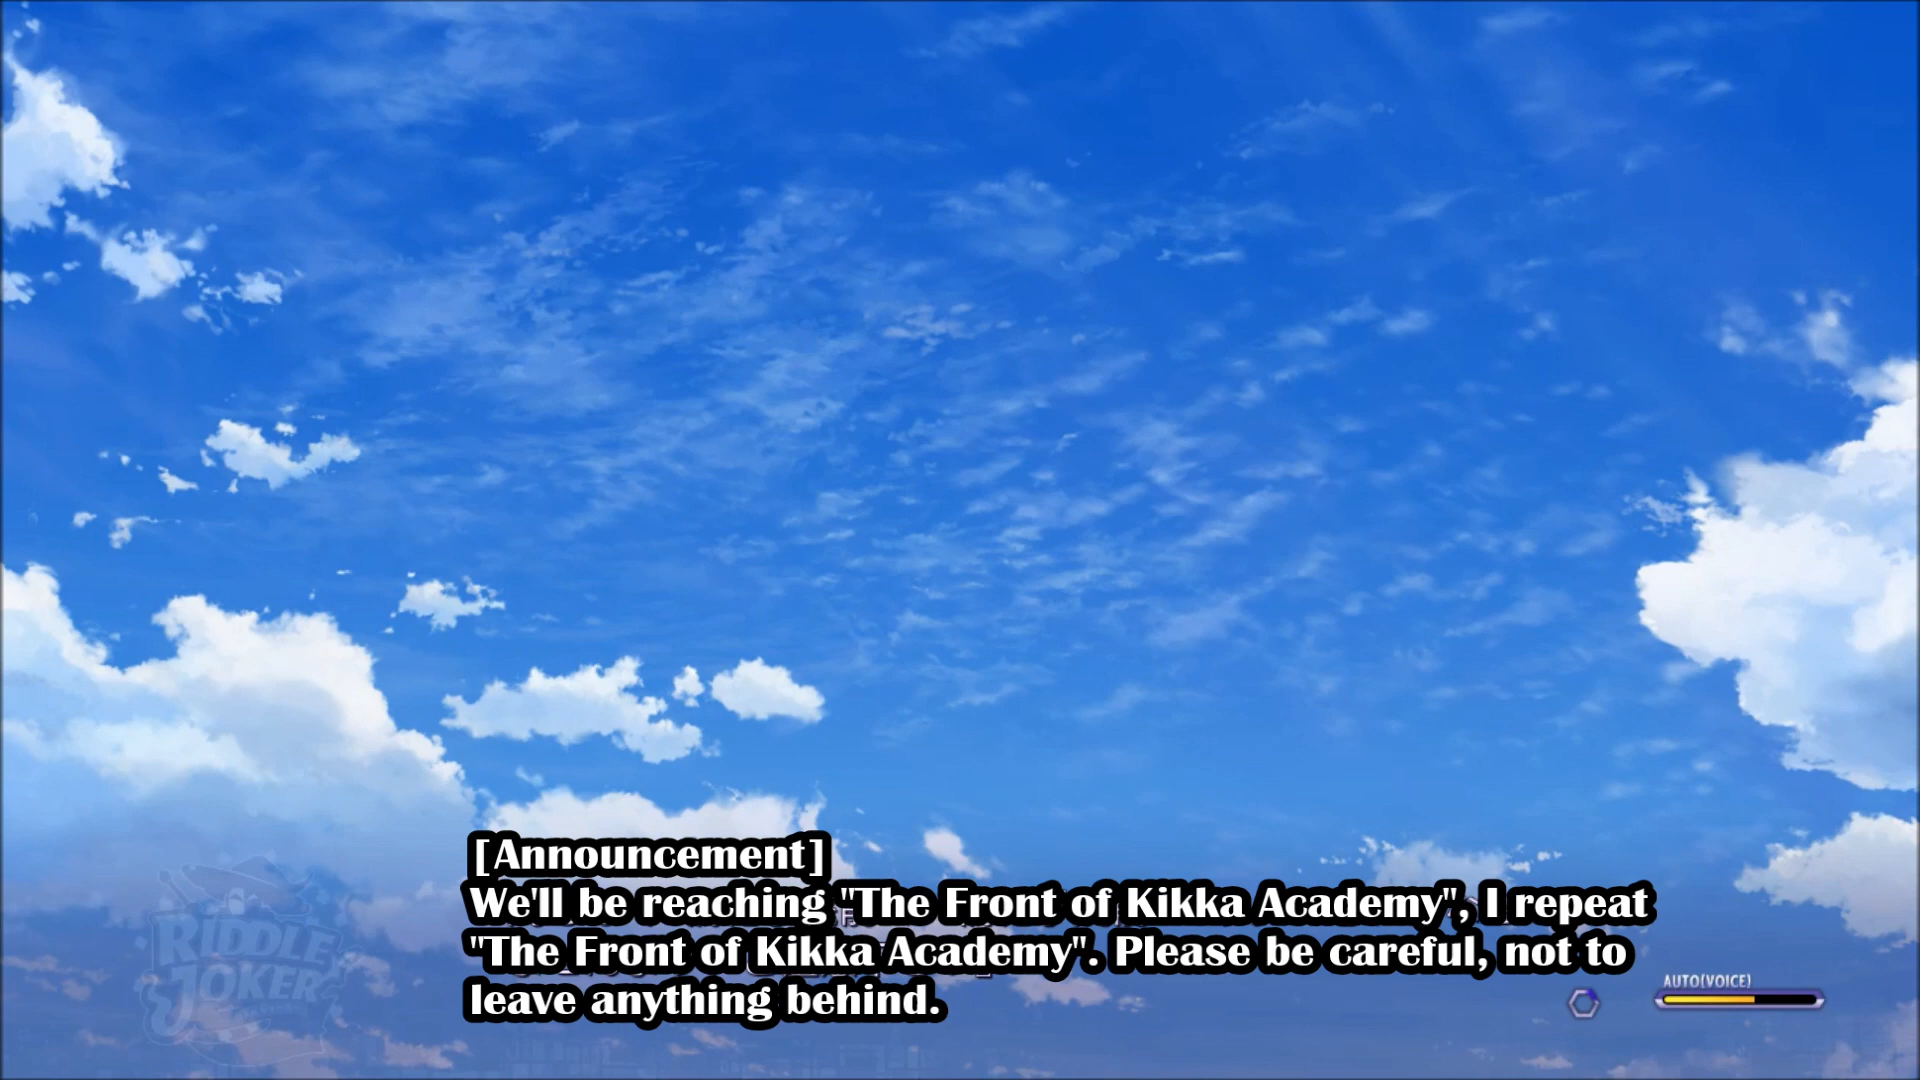 [Announcement]
We'll be reaching "The Front of Kikka Academy", I repeat
"The Front of Kikka Academy". Please be careful, not to
leave anything behind.
RIDDLE
JOKER
AUTO(VOICE)